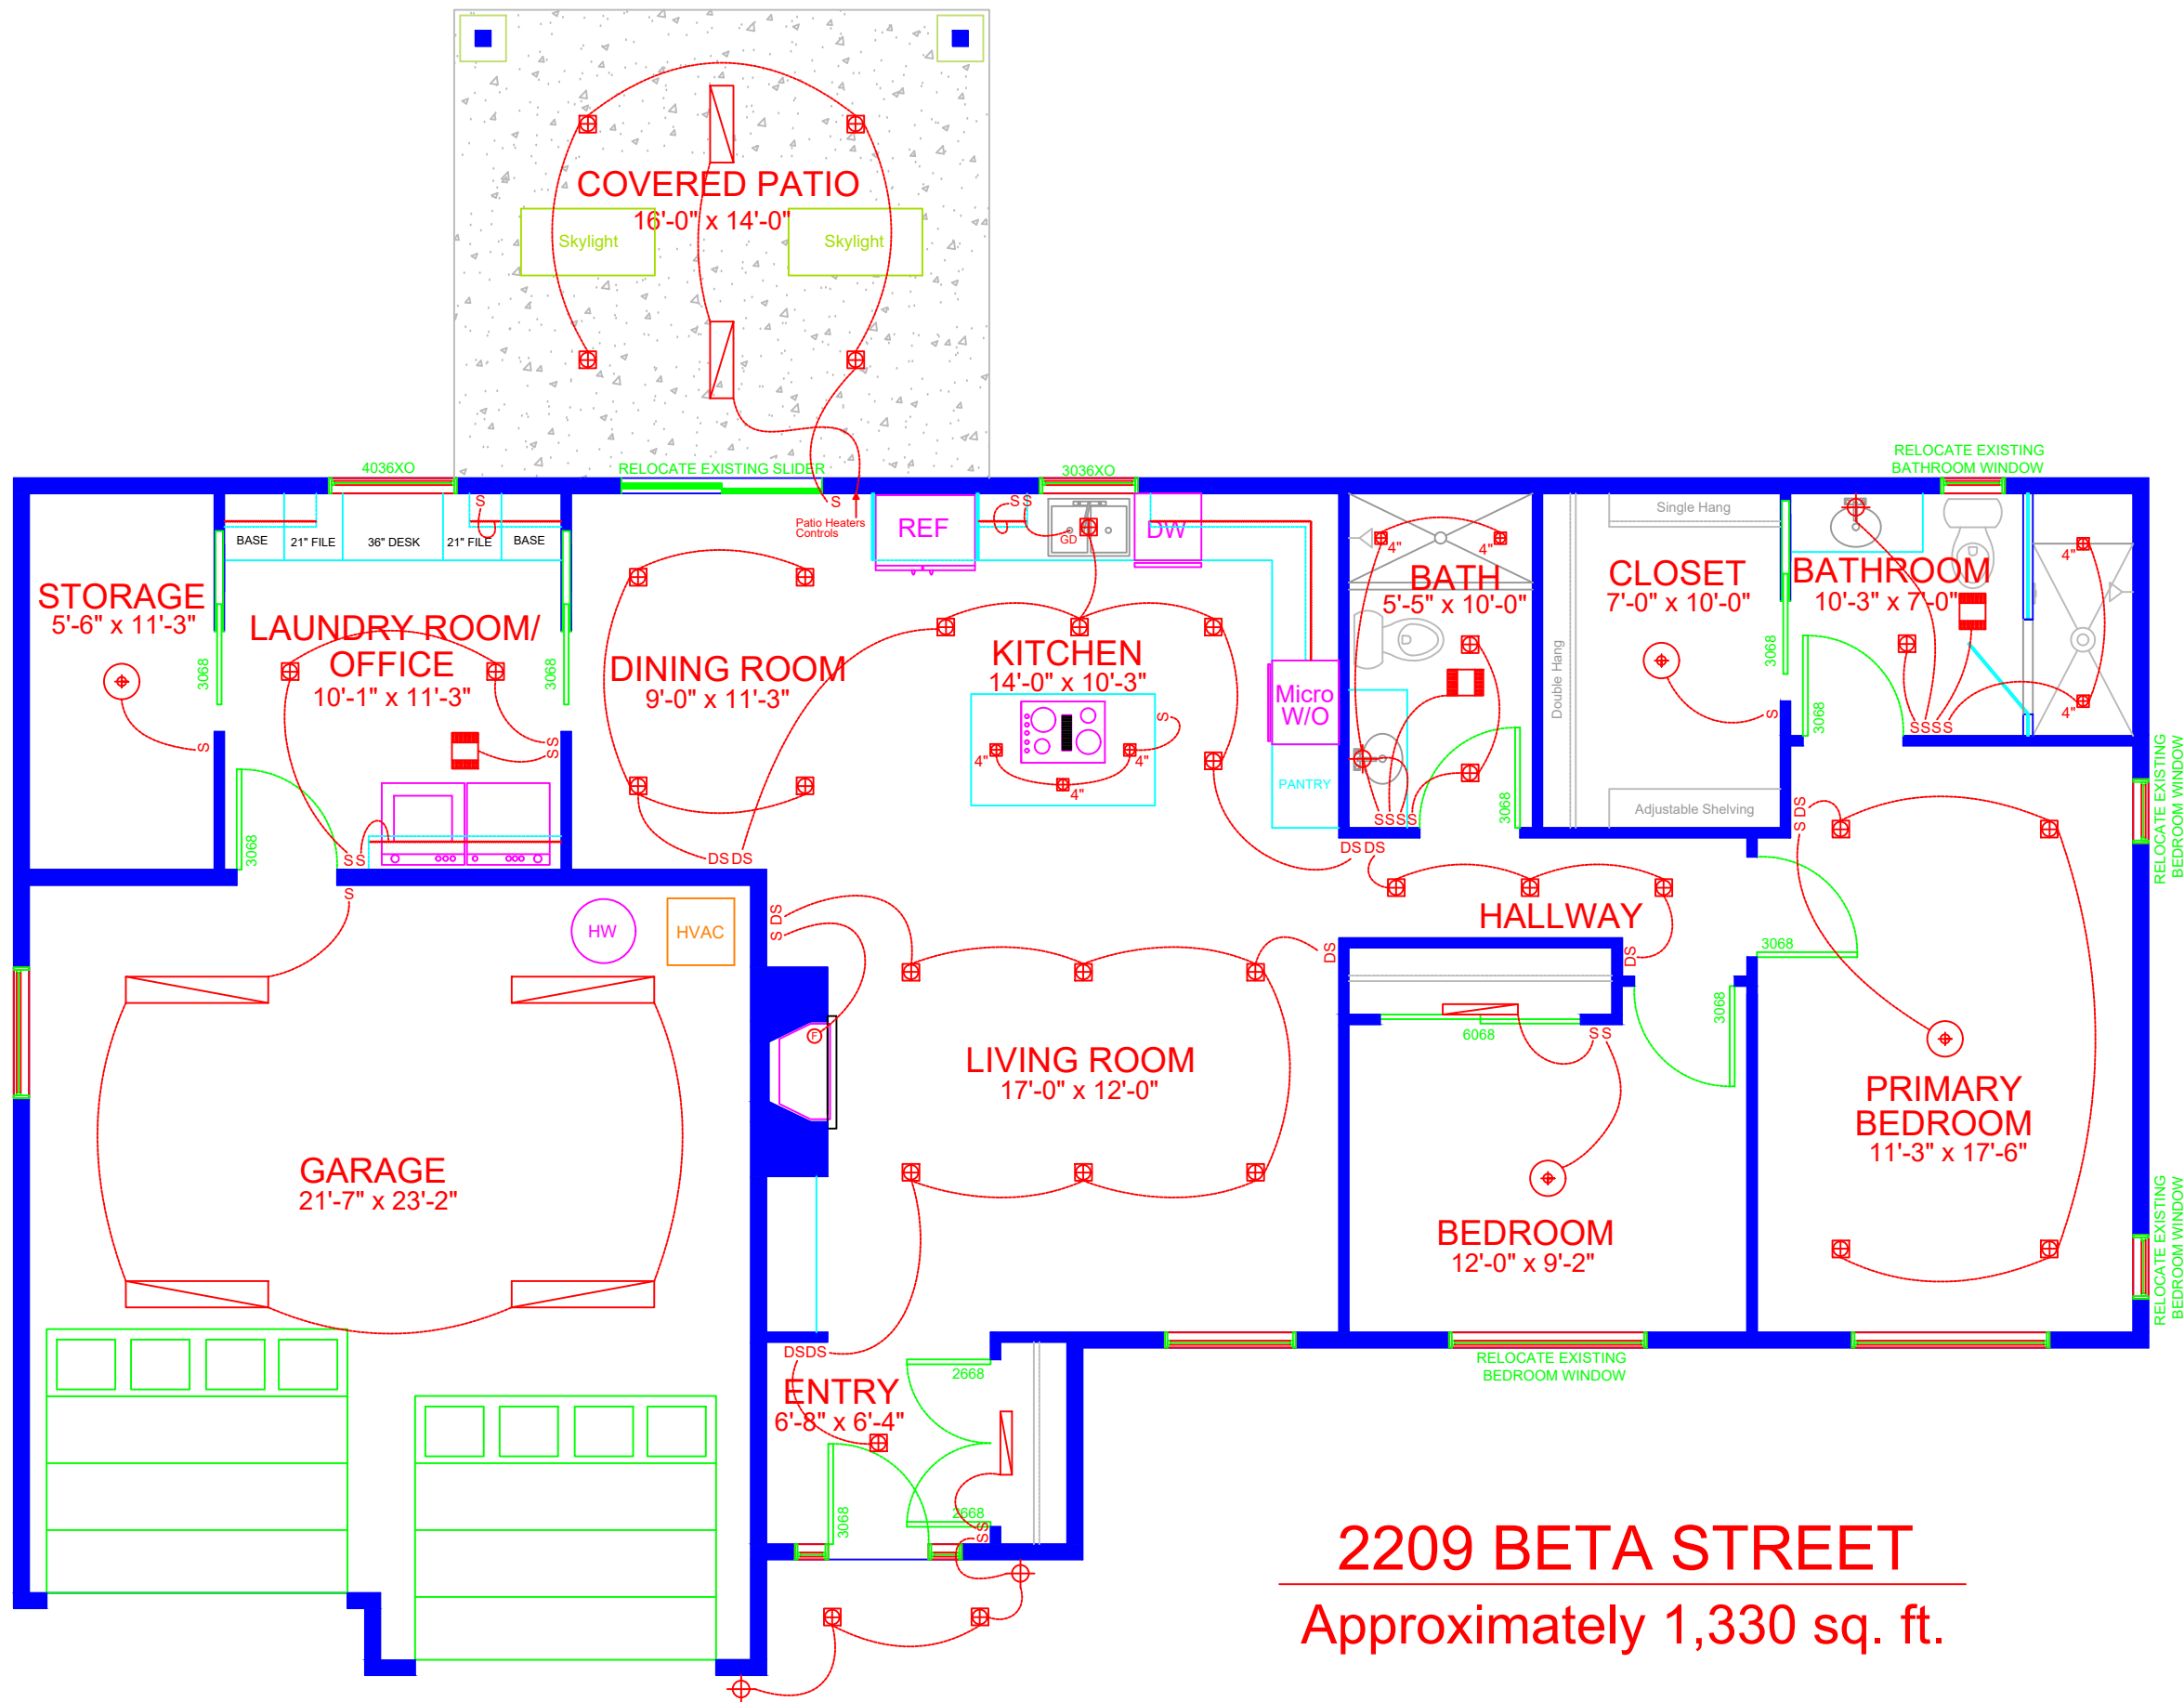 COVERED PATIO
16'-0" x 14'-0"
Skylight
Skylight
4036XO
RELOCATE EXISTING SLIDER
3036XO
RELOCATE EXISTING
BATHROOM WINDOW
S
S
Patio Heaters
Controls
BASE
21" FILE
36" DESK
21" FILE
BASE
REF
S S
GD
DW
4"
4"
Single Hang
4"
STORAGE
5'-6" x 11'-3"
LAUNDRY ROOM/
OFFICE
10'-1" x 11'-3"
3068
3068
S
S S
DINING ROOM
9'-0" x 11'-3"
KITCHEN
14'-0" x 10'-3"
4"
4"
4"
S
Micro
W/O
PANTRY
BATH
5'-5" x 10'-0"
SSSS
3068
CLOSET
7'-0" x 10'-0"
Double Hang
Adjustable Shelving
3068
S
BATHROOM
10'-3" x 7'-0"
3068
SSSS
4"
RELOCATE EXISTING
BEDROOM WINDOW
3068
S S
DS DS
DS DS
S DS
S
HW
HVAC
S DS
S
DS
HALLWAY
DS
3068
3068
F
6068
S S
LIVING ROOM
17'-0" x 12'-0"
GARAGE
21'-7" x 23'-2"
BEDROOM
12'-0" x 9'-2"
PRIMARY
BEDROOM
11'-3" x 17'-6"
RELOCATE EXISTING
BEDROOM WINDOW
RELOCATE EXISTING
BEDROOM WINDOW
DSDS
ENTRY
6'-8" x 6'-4"
2668
2668
3068
SS
2209 BETA STREET
Approximately 1,330 sq. ft.